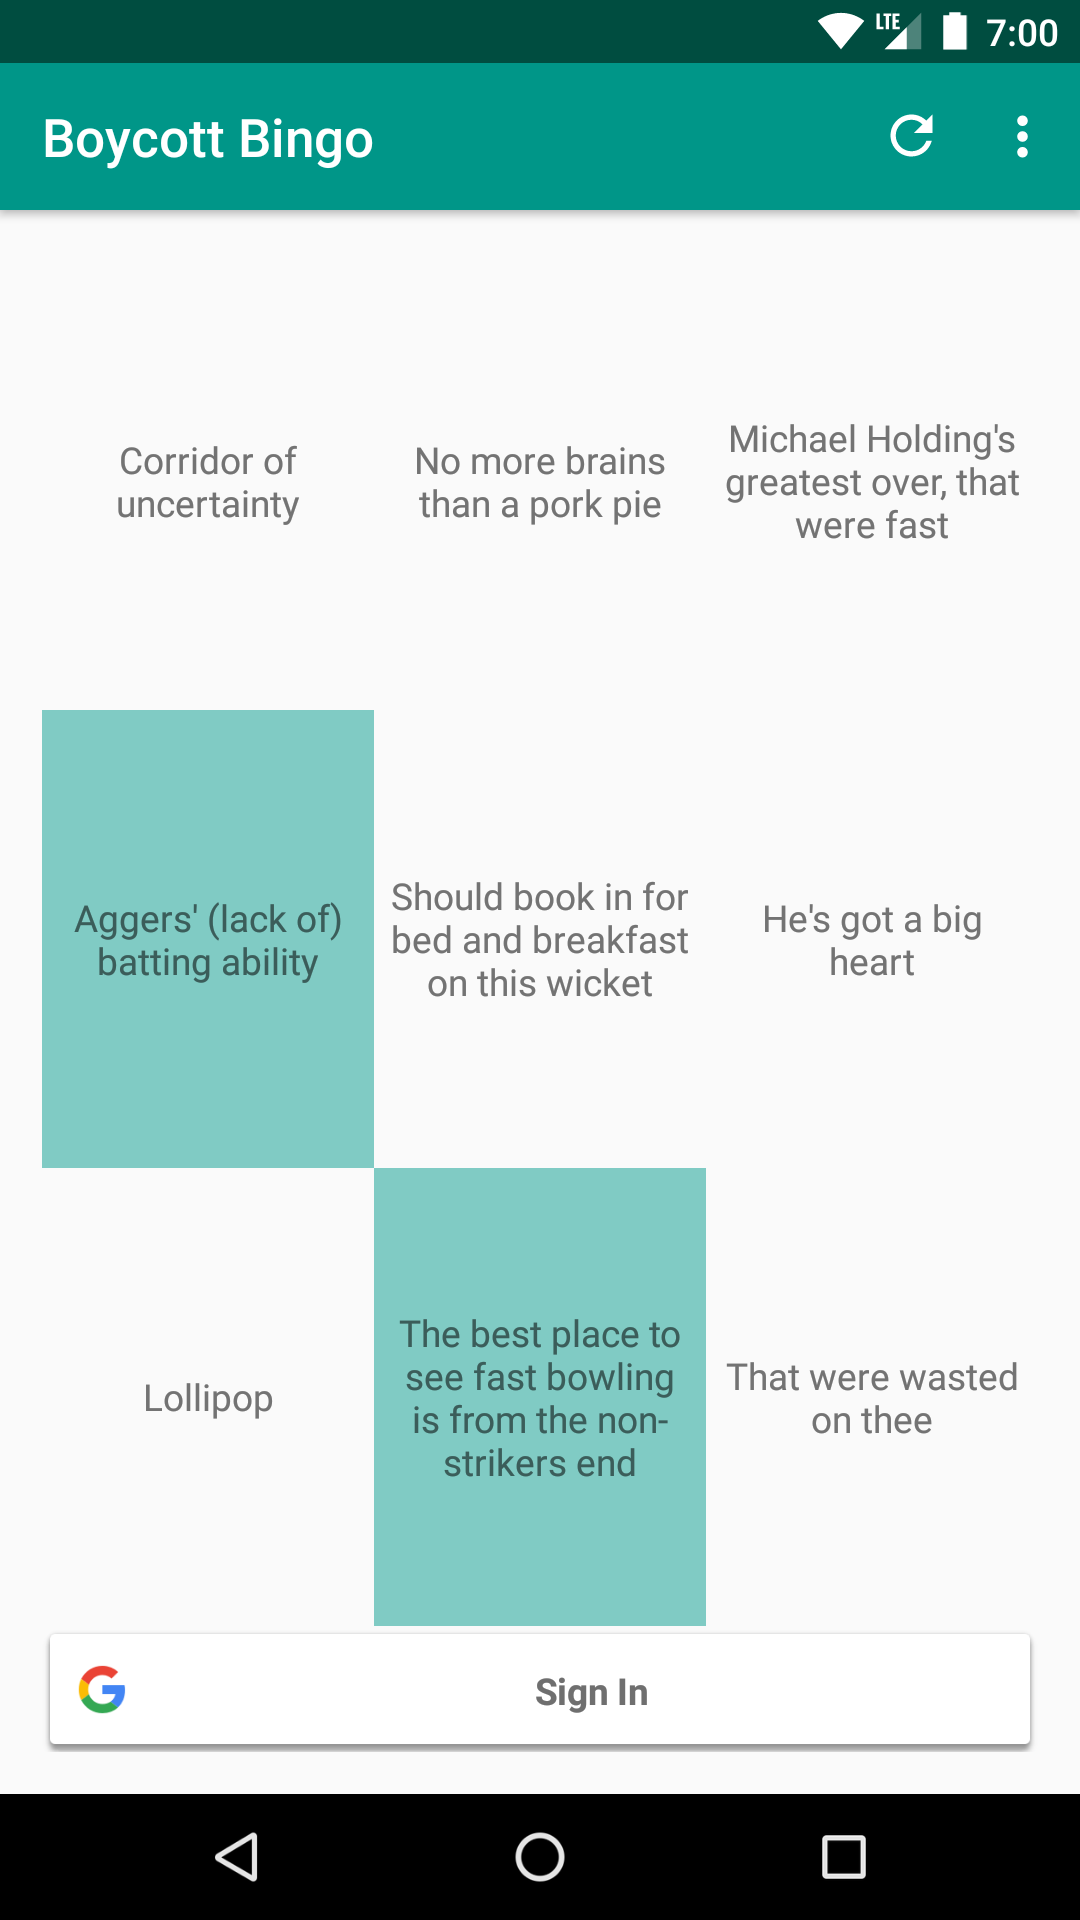 LTE 7:00
Boycott Bingo
Corridor of
uncertainty
No more brains
than a pork pie
Michael Holding's
greatest over, that
were fast
Aggers' (lack of)
batting ability
Should book in for
bed and breakfast
on this wicket
He's got a big
heart
Lollipop
The best place to
see fast bowling
is from the non-
strikers end
That were wasted
on thee
Sign In